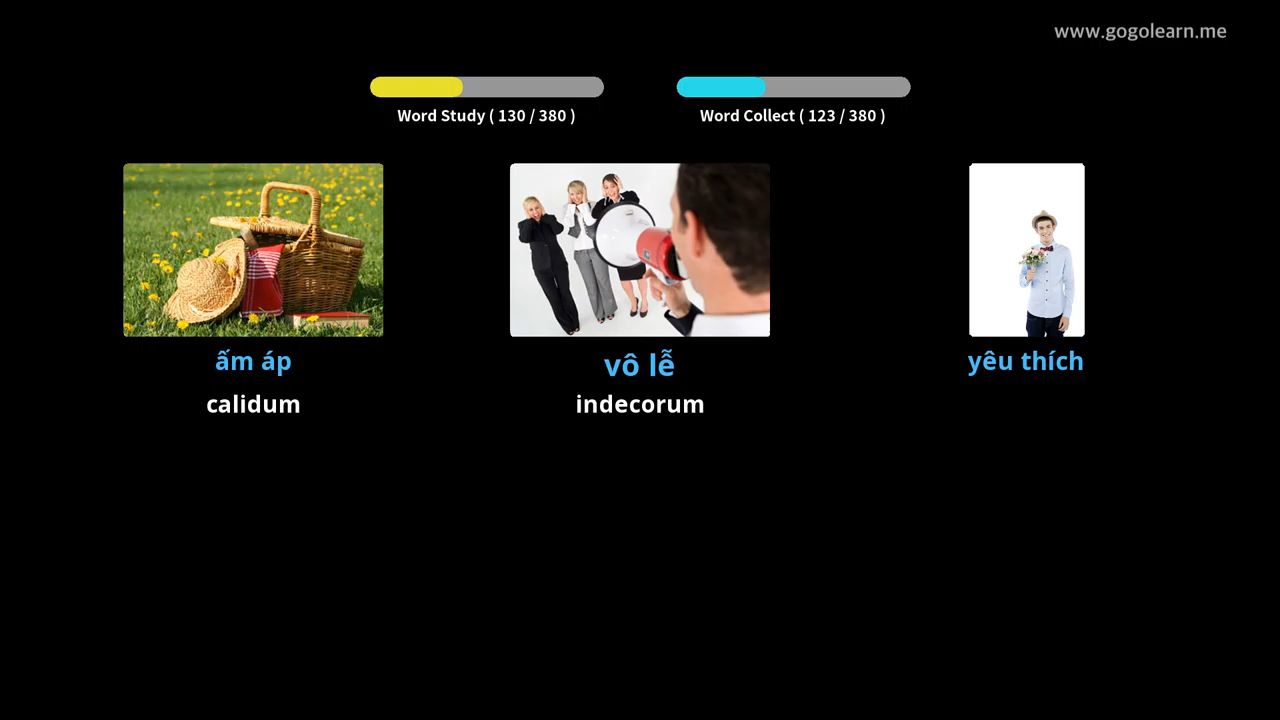 www.gogolearn.me
Word Study ( 130 / 380 )
Word Collect ( 123 / 380 )
ấm áp
vô lễ
yêu thích
calidum
indecorum